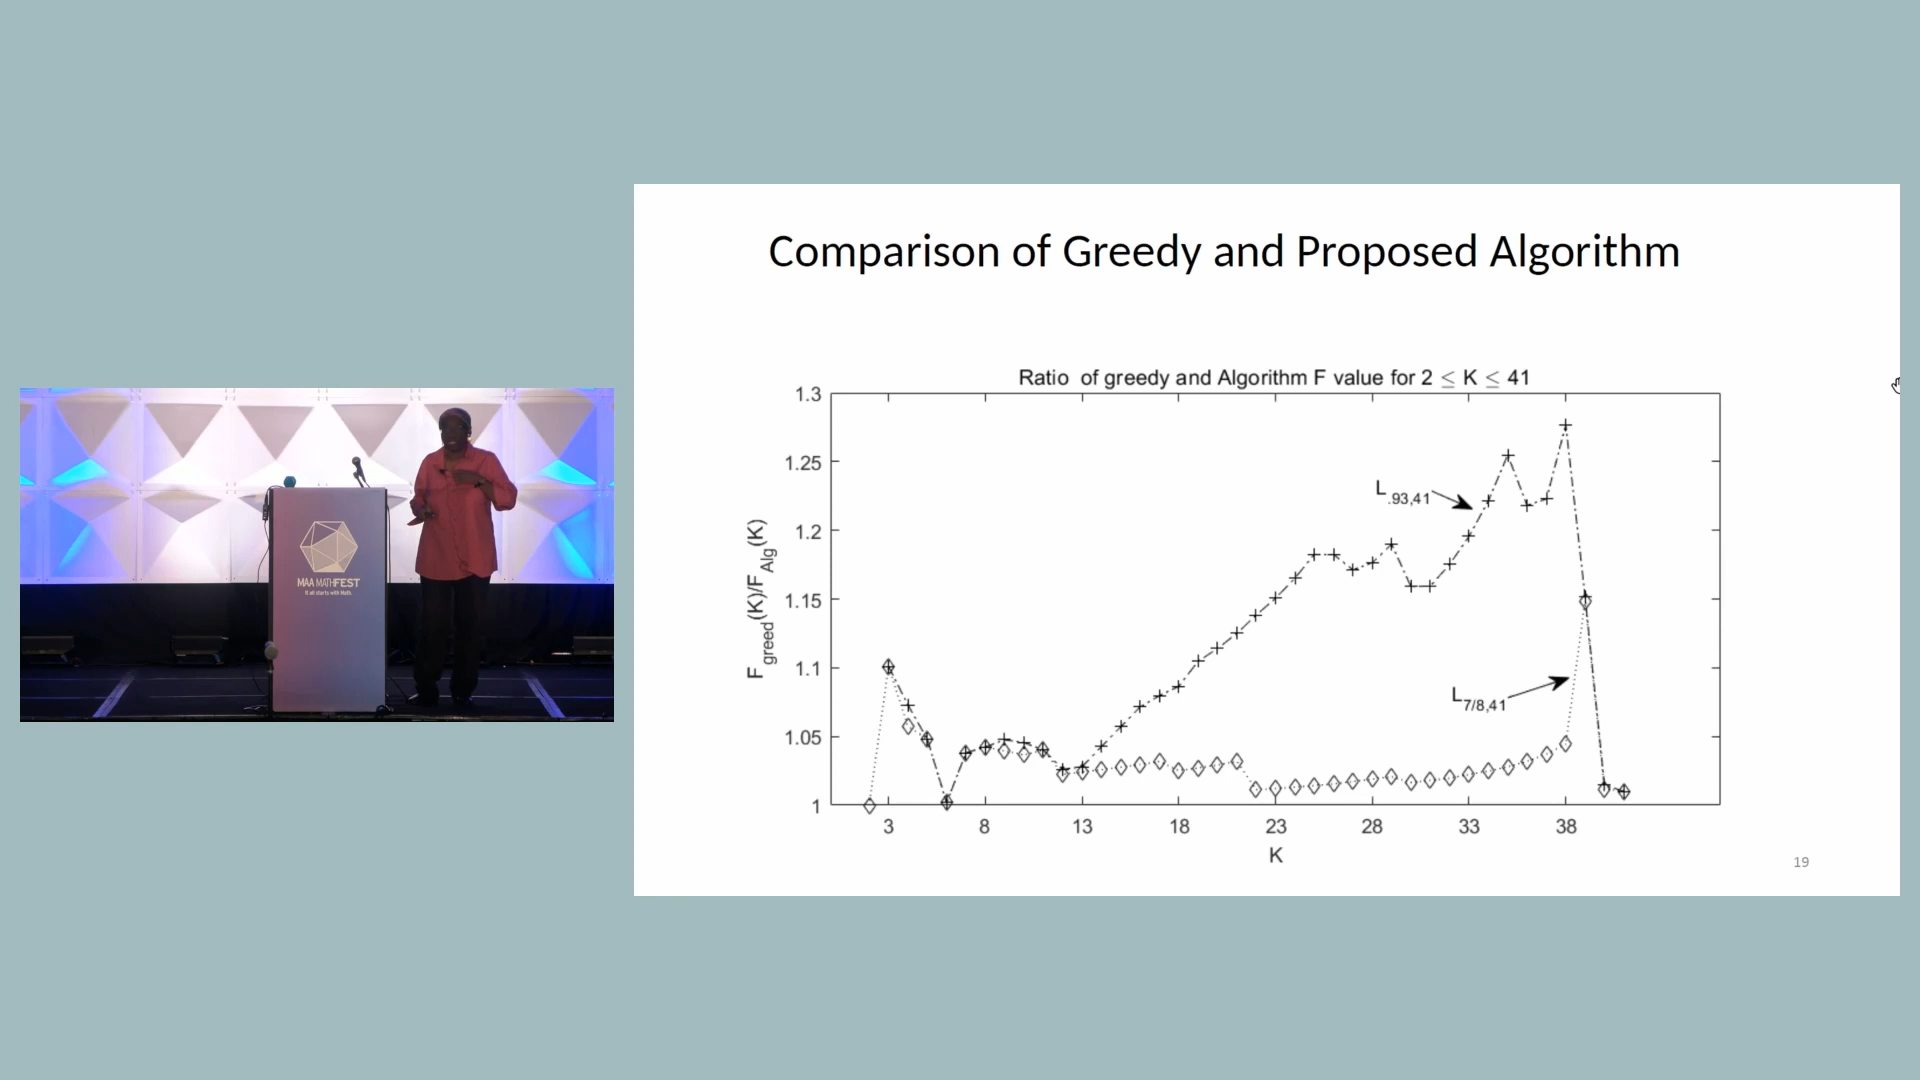 Comparison of Greedy and Proposed Algorithm
Ratio of greedy and Algorithm F value for 2 ≤ K ≤ 41
1.3
1.25
1.2
1.15
1.1
1.05
1
F_greed(K)/F_Alg(K)
L.93,41
L7/8,41
3 8 13 18 23 28 33 38
K
19
MAA MATHFEST
It all starts with Math.